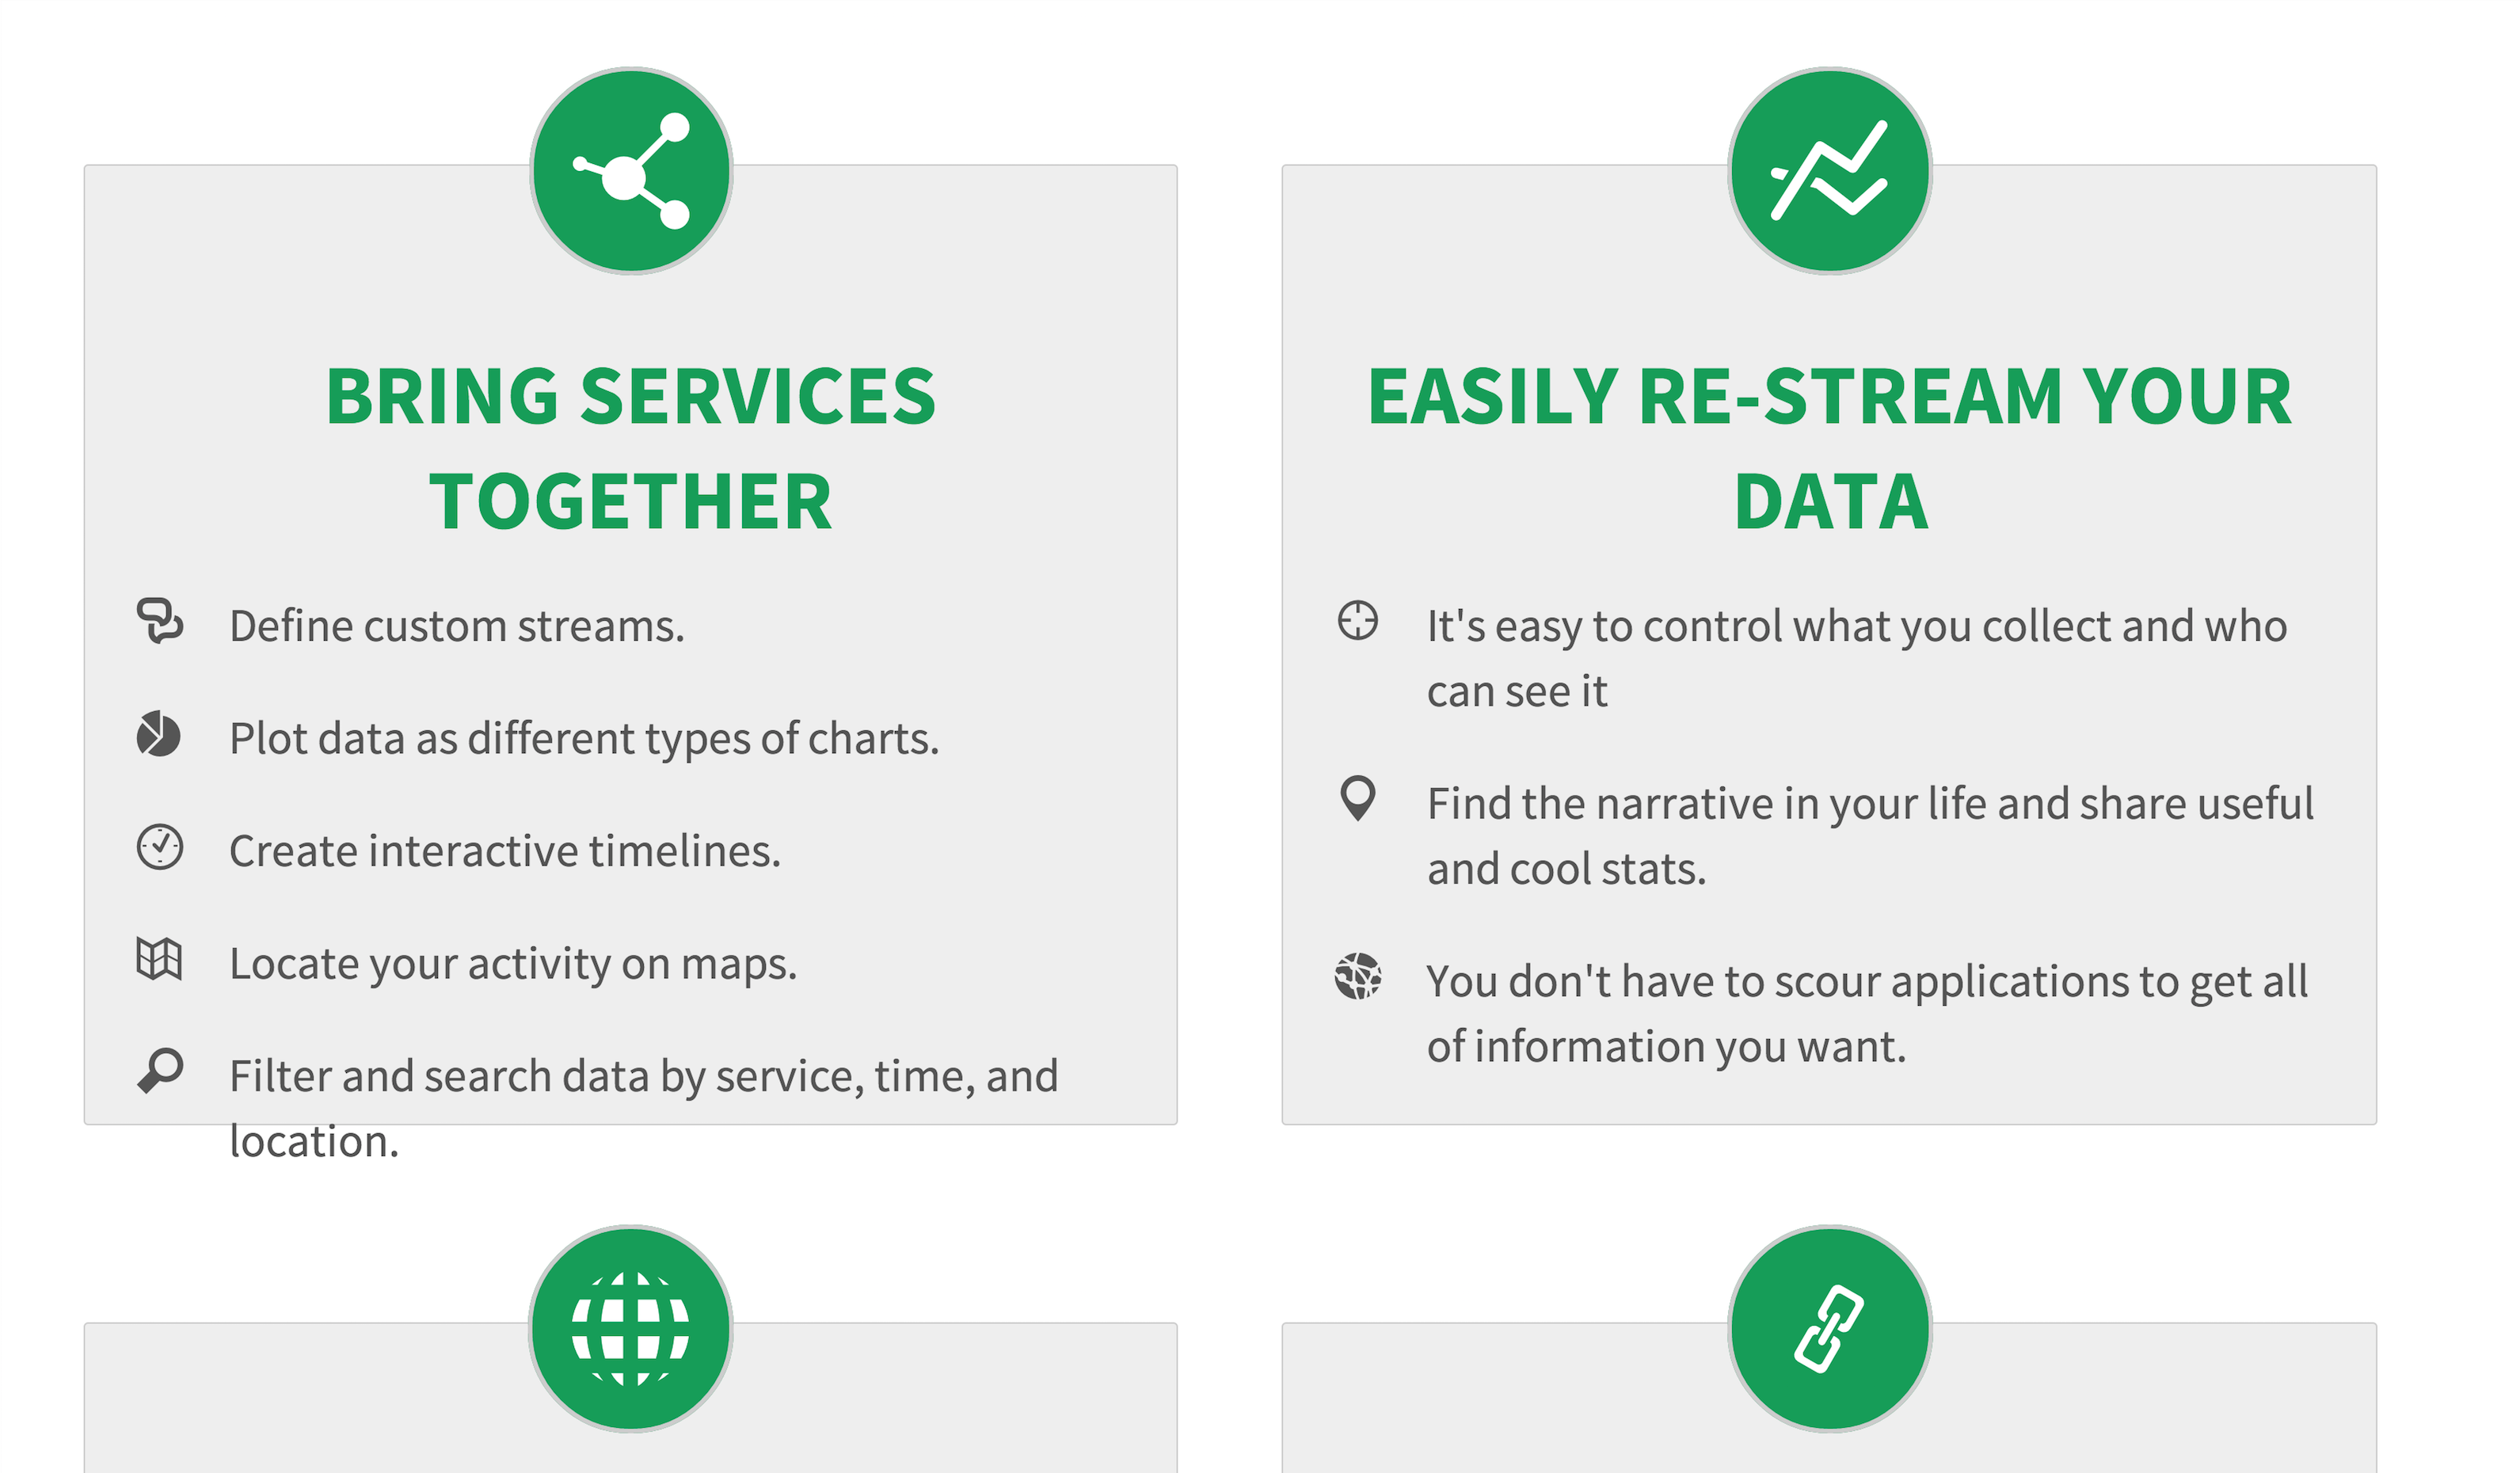 BRING SERVICES
TOGETHER
Define custom streams.
Plot data as different types of charts.
Create interactive timelines.
Locate your activity on maps.
Filter and search data by service, time, and
location.
EASILY RE-STREAM YOUR
DATA
It's easy to control what you collect and who
can see it
Find the narrative in your life and share useful
and cool stats.
You don't have to scour applications to get all
of information you want.